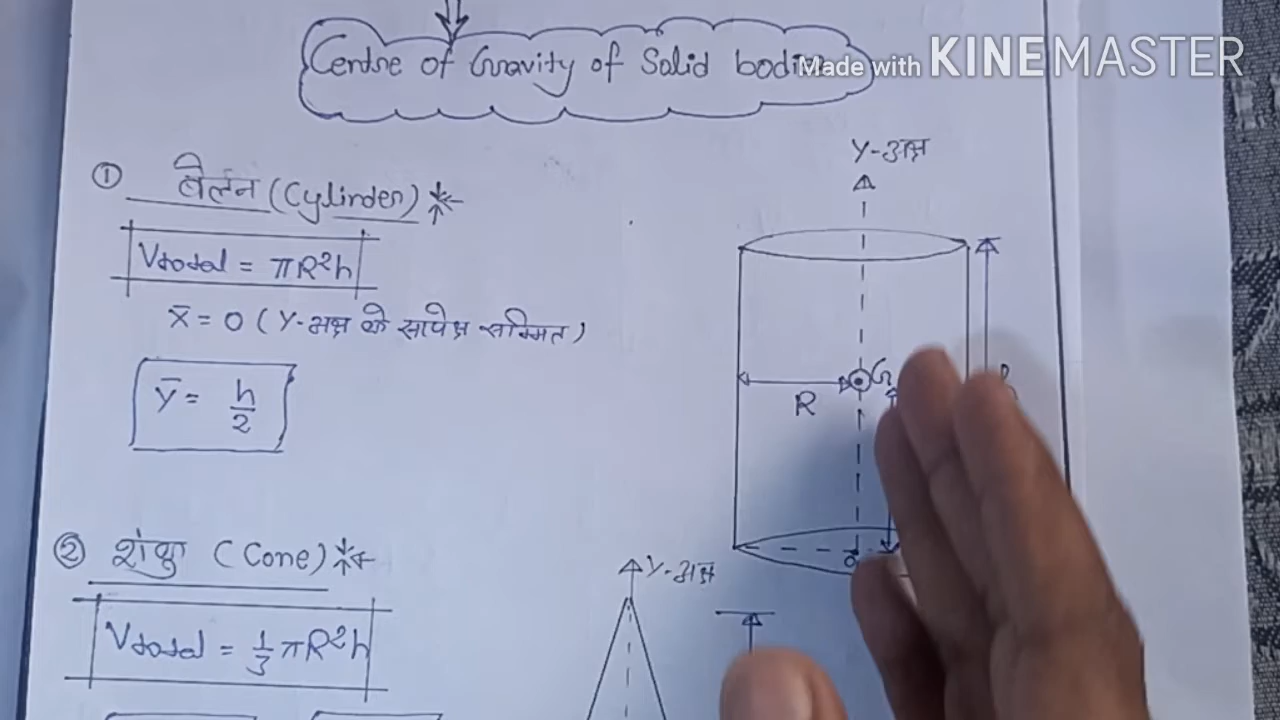 Centre of Gravity of Solid bodies
Made with KINEMASTER
Y-अक्ष
① बेलन (Cylinder)
Vtotal = πR²h
x̄ = 0 (Y-अक्ष के सापेक्ष सममित)
ȳ = h/2
G
R
h
o
② शंकु (Cone)
Y-अक्ष
Vtotal = 1/3 πR²h